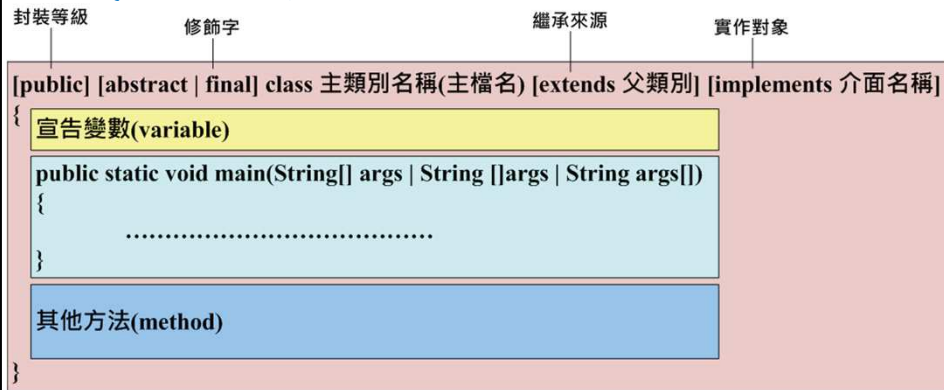 封裝等級
修飾字
繼承來源
實作對象
[public] [abstract | final] class 主類別名稱(主檔名) [extends 父類別] [implements 介面名稱]
{
宣告變數(variable)
public static void main(String[] args | String []args | String args[])
{
.......................................
}
其他方法(method)
}